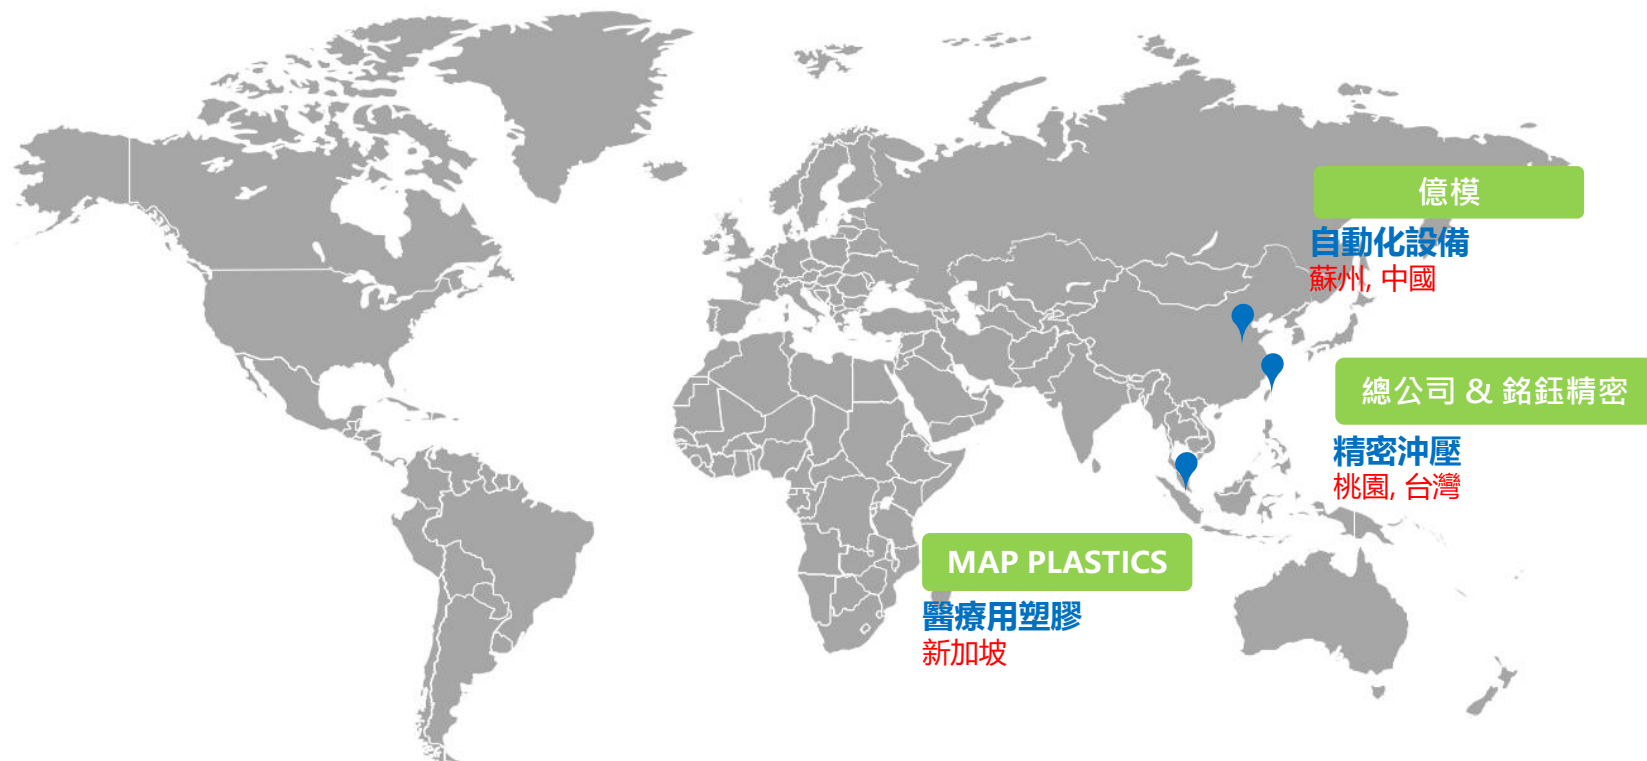 億模
自動化設備
蘇州, 中國
總公司 & 銘鈺精密
精密沖壓
桃園, 台灣
MAP PLASTICS
醫療用塑膠
新加坡